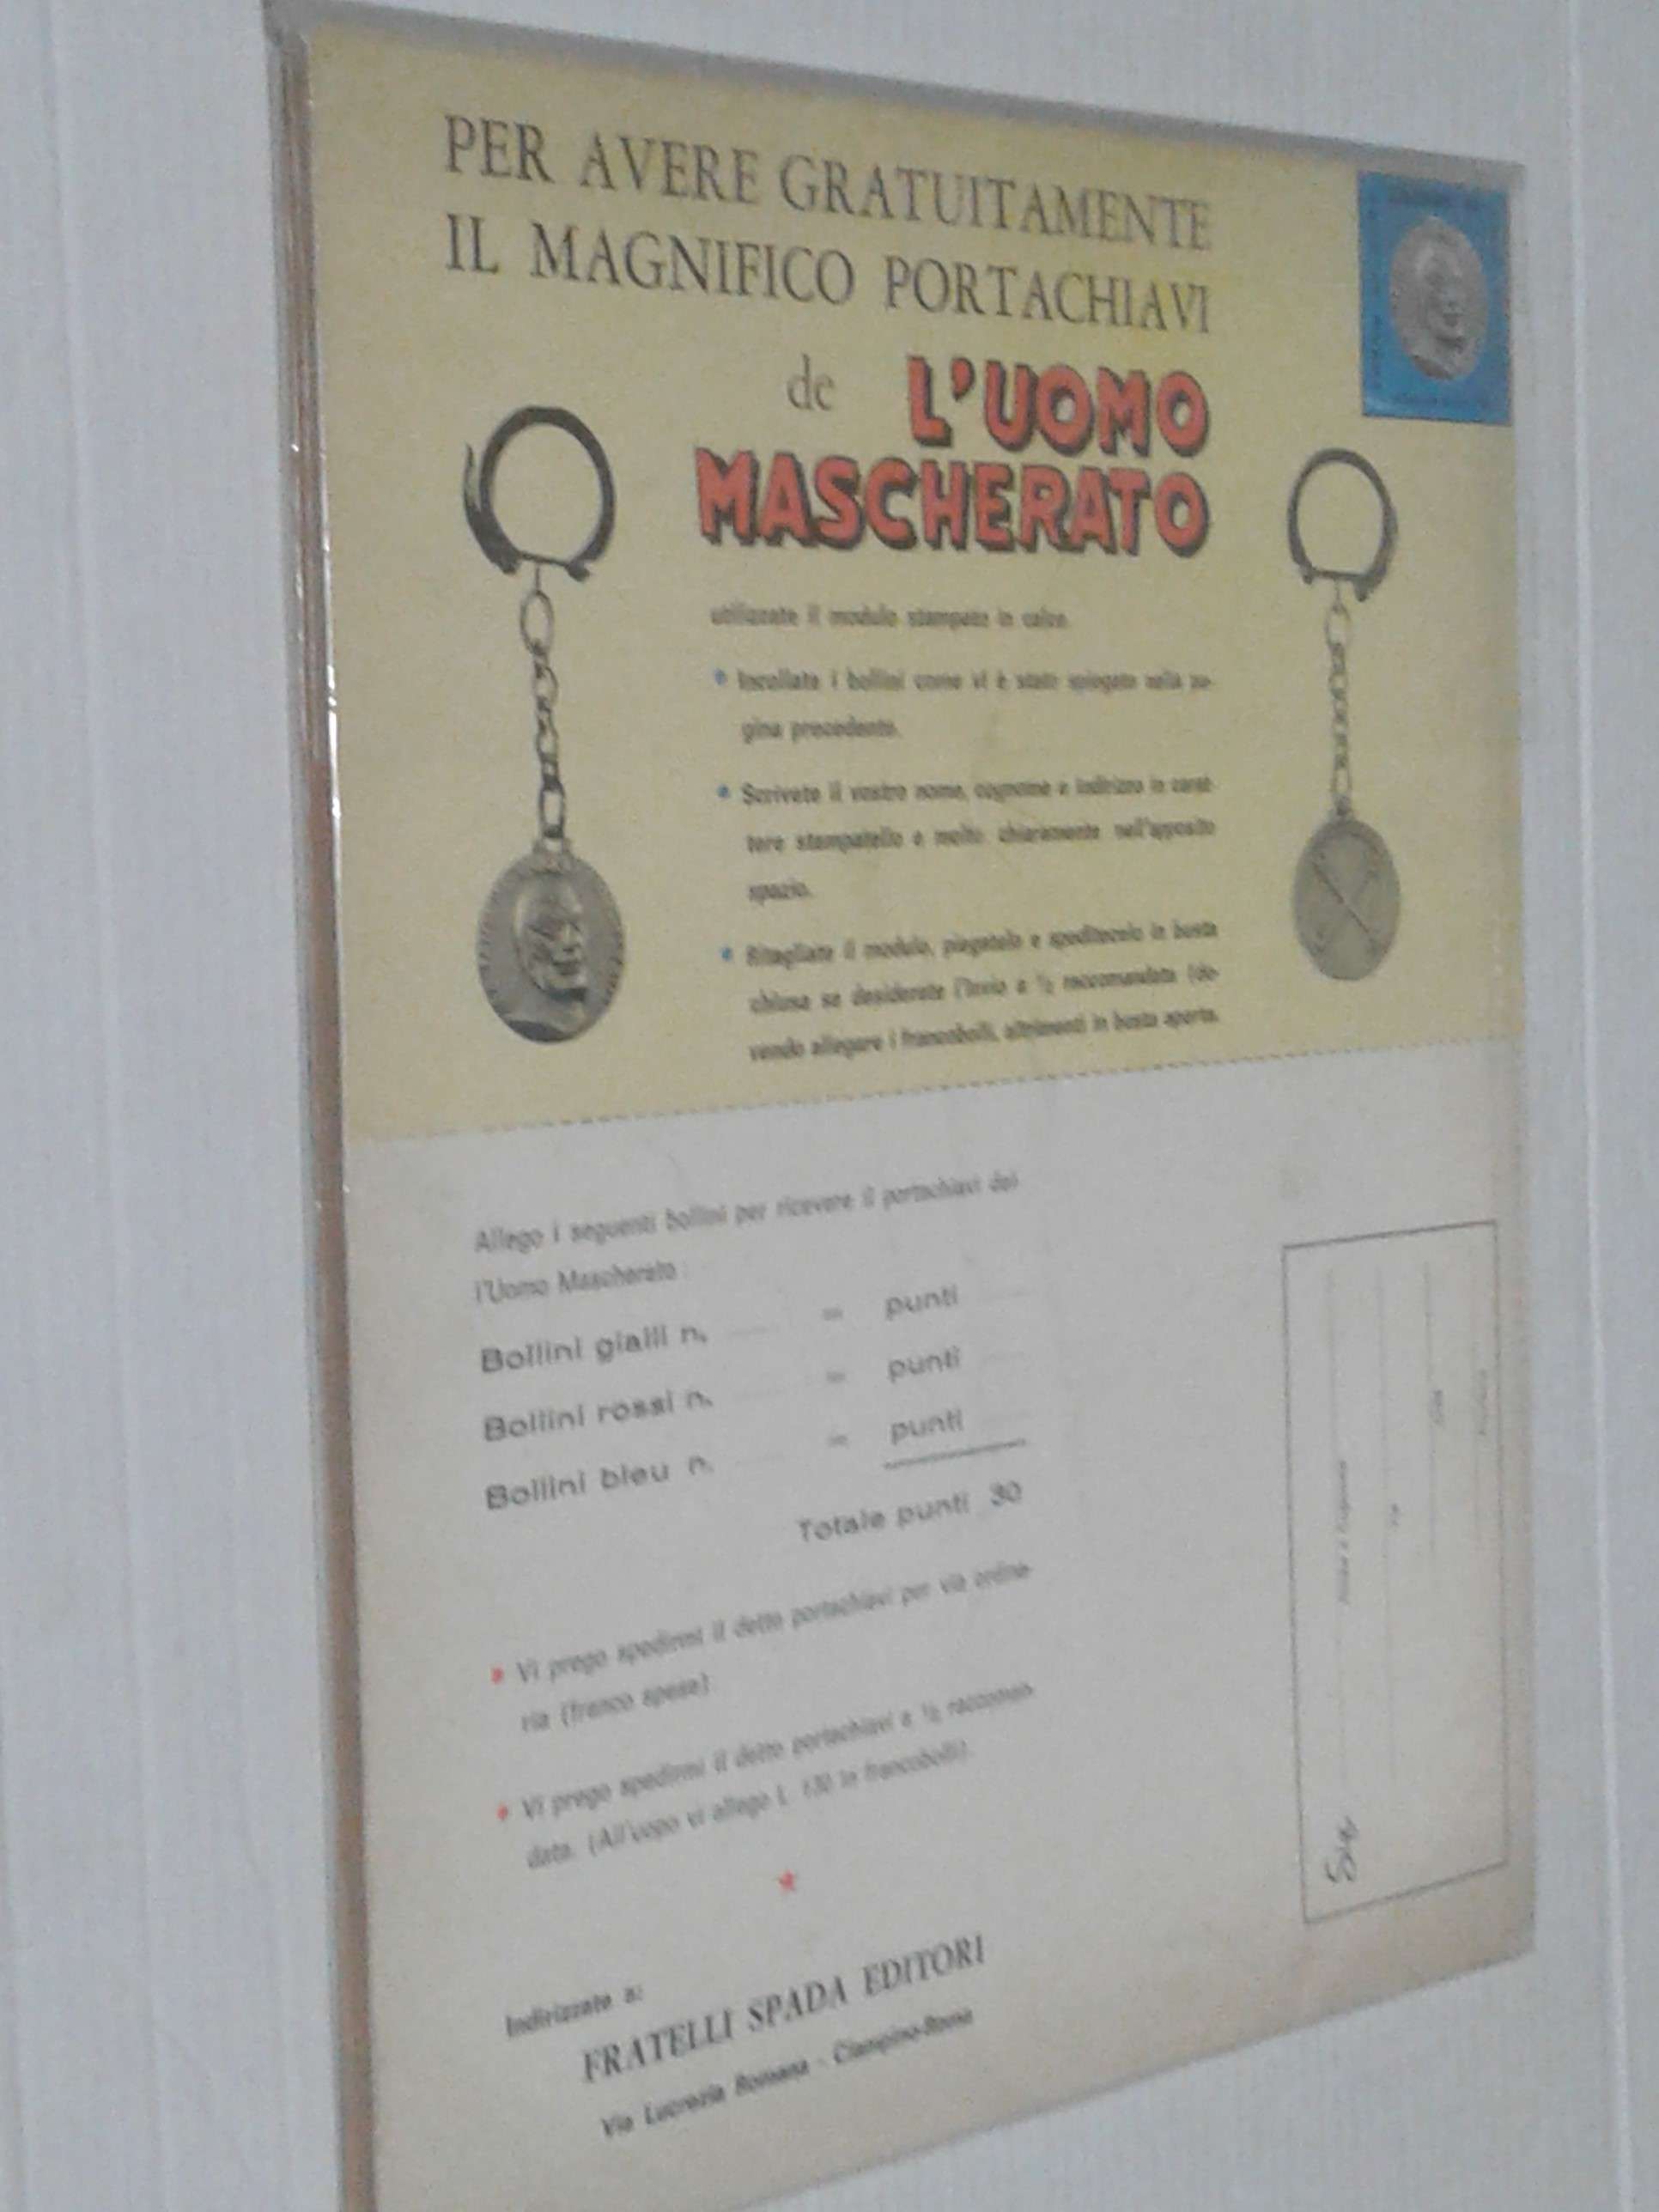 PER AVERE GRATUITAMENTE
IL MAGNIFICO PORTACHIAVI
de L'UOMO
MASCHERATO
utilizzate il modulo stampato in calce.
• Incollate i bollini come vi è stato spiegato nella pa-
gina precedente.
• Scrivete il vostro nome, cognome e indirizzo in carat-
tere stampatello e molto chiaramente nell'apposito
spazio.
• Ritagliate il modulo, piegatelo e speditecelo in busta
chiusa se desiderate l'invio a ½ raccomandata (do-
vendo allegare i francobolli, altrimenti in busta aperta.
Allego i seguenti bollini per ricevere il portachiavi del
l'Uomo Mascherato:
Bollini gialli n. = punti
Bollini rossi n. = punti
Bollini bleu n. = punti
Totale punti 30
• Vi prego spedirmi il detto portachiavi per via ordina-
ria (franco spese)
• Vi prego spedirmi il detto portachiavi a ½ raccoman-
data. (All'uopo vi allego L. 130 in francobolli).
Indirizzate a:
FRATELLI SPADA EDITORI
Via Lucrezia Romana - Ciampino-Roma
Sig
Nome e Cognome
Via
Città